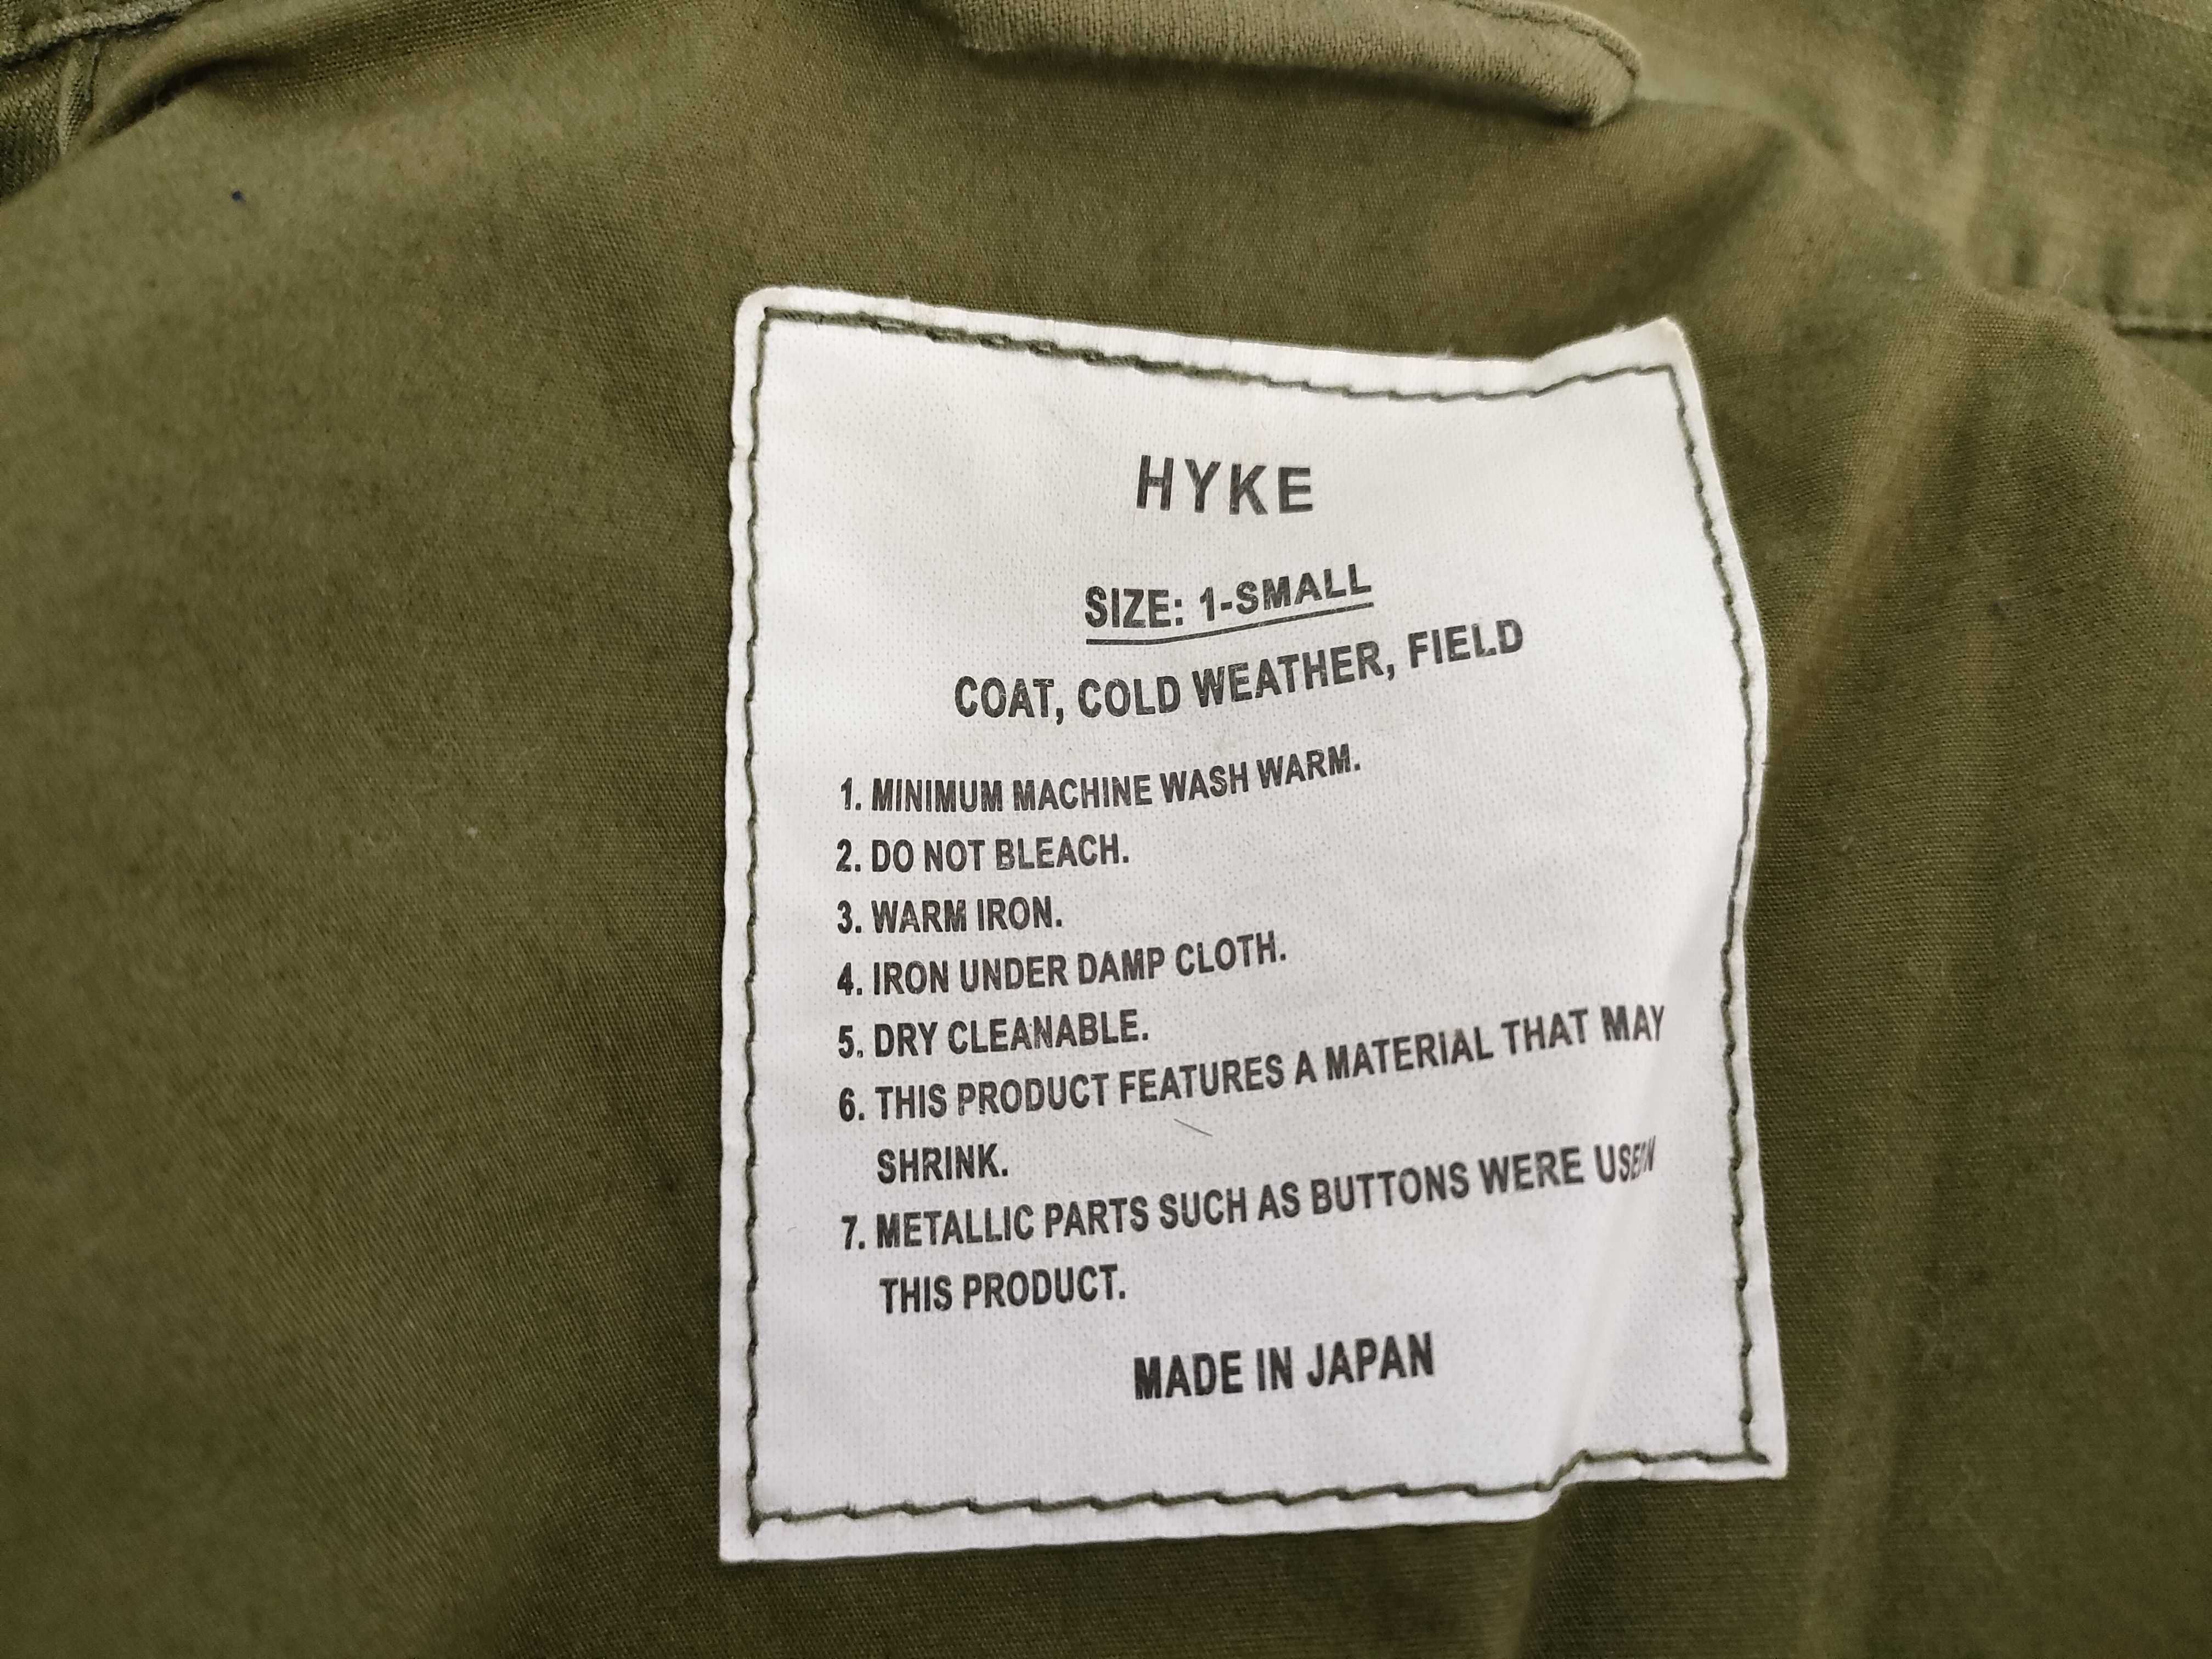 HYKE
SIZE: 1-SMALL
COAT, COLD WEATHER, FIELD
1. MINIMUM MACHINE WASH WARM.
2. DO NOT BLEACH.
3. WARM IRON.
4. IRON UNDER DAMP CLOTH.
5. DRY CLEANABLE.
6. THIS PRODUCT FEATURES A MATERIAL THAT MAY
SHRINK.
7. METALLIC PARTS SUCH AS BUTTONS WERE
THIS PRODUCT.
MADE IN JAPAN